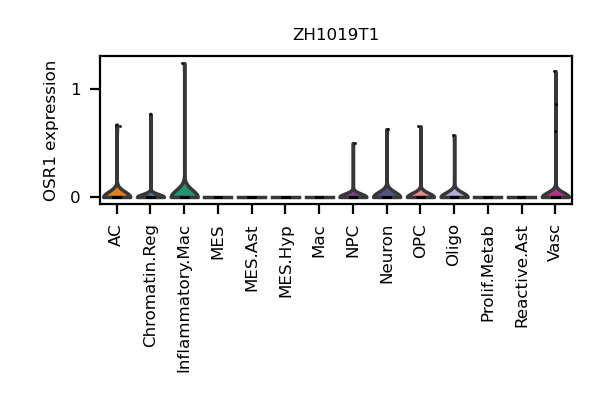 ZH1019T1
OSR1 expression
1
0
AC
Chromatin.Reg
Inflammatory.Mac
MES
MES.Ast
MES.Hyp
Mac
NPC
Neuron
OPC
Oligo
Prolif.Metab
Reactive.Ast
Vasc